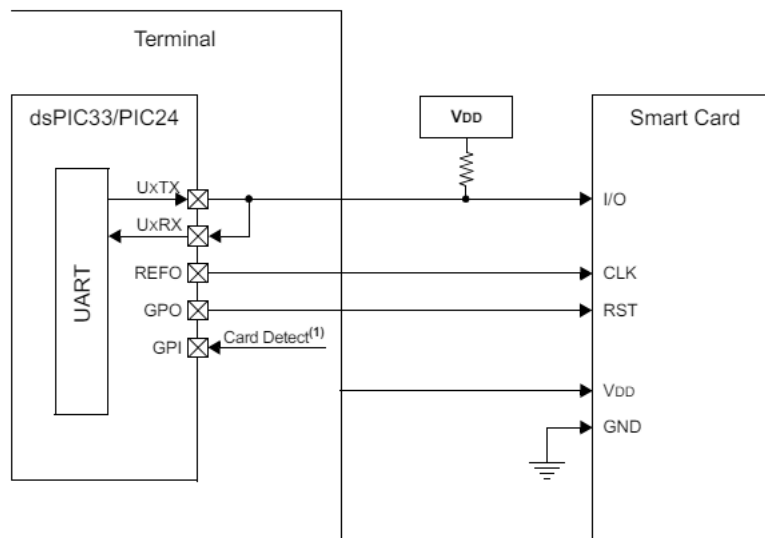 Terminal
dsPIC33/PIC24
VDD
Smart Card
UART
UxTX
I/O
UxRX
REFO
CLK
GPO
RST
GPI
Card Detect(1)
VDD
GND